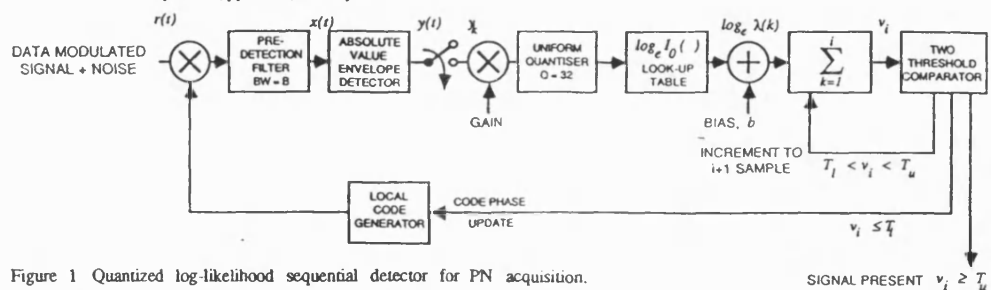 r(t)
x(t)
y(t)
y_k
log_e λ(k)
v_i
DATA MODULATED
SIGNAL + NOISE
PRE-
DETECTION
FILTER
BW = B
ABSOLUTE
VALUE
ENVELOPE
DETECTOR
UNIFORM
QUANTISER
Q = 32
log_e I_0( )
LOOK-UP
TABLE
i
∑
k=1
TWO
THRESHOLD
COMPARATOR
GAIN
BIAS, b
INCREMENT TO
i+1 SAMPLE
T_l < v_i < T_u
LOCAL
CODE
GENERATOR
CODE PHASE
UPDATE
v_i ≤ T_l
Figure 1 Quantized log-likelihood sequential detector for PN acquisition.
SIGNAL PRESENT v_i ≥ T_u